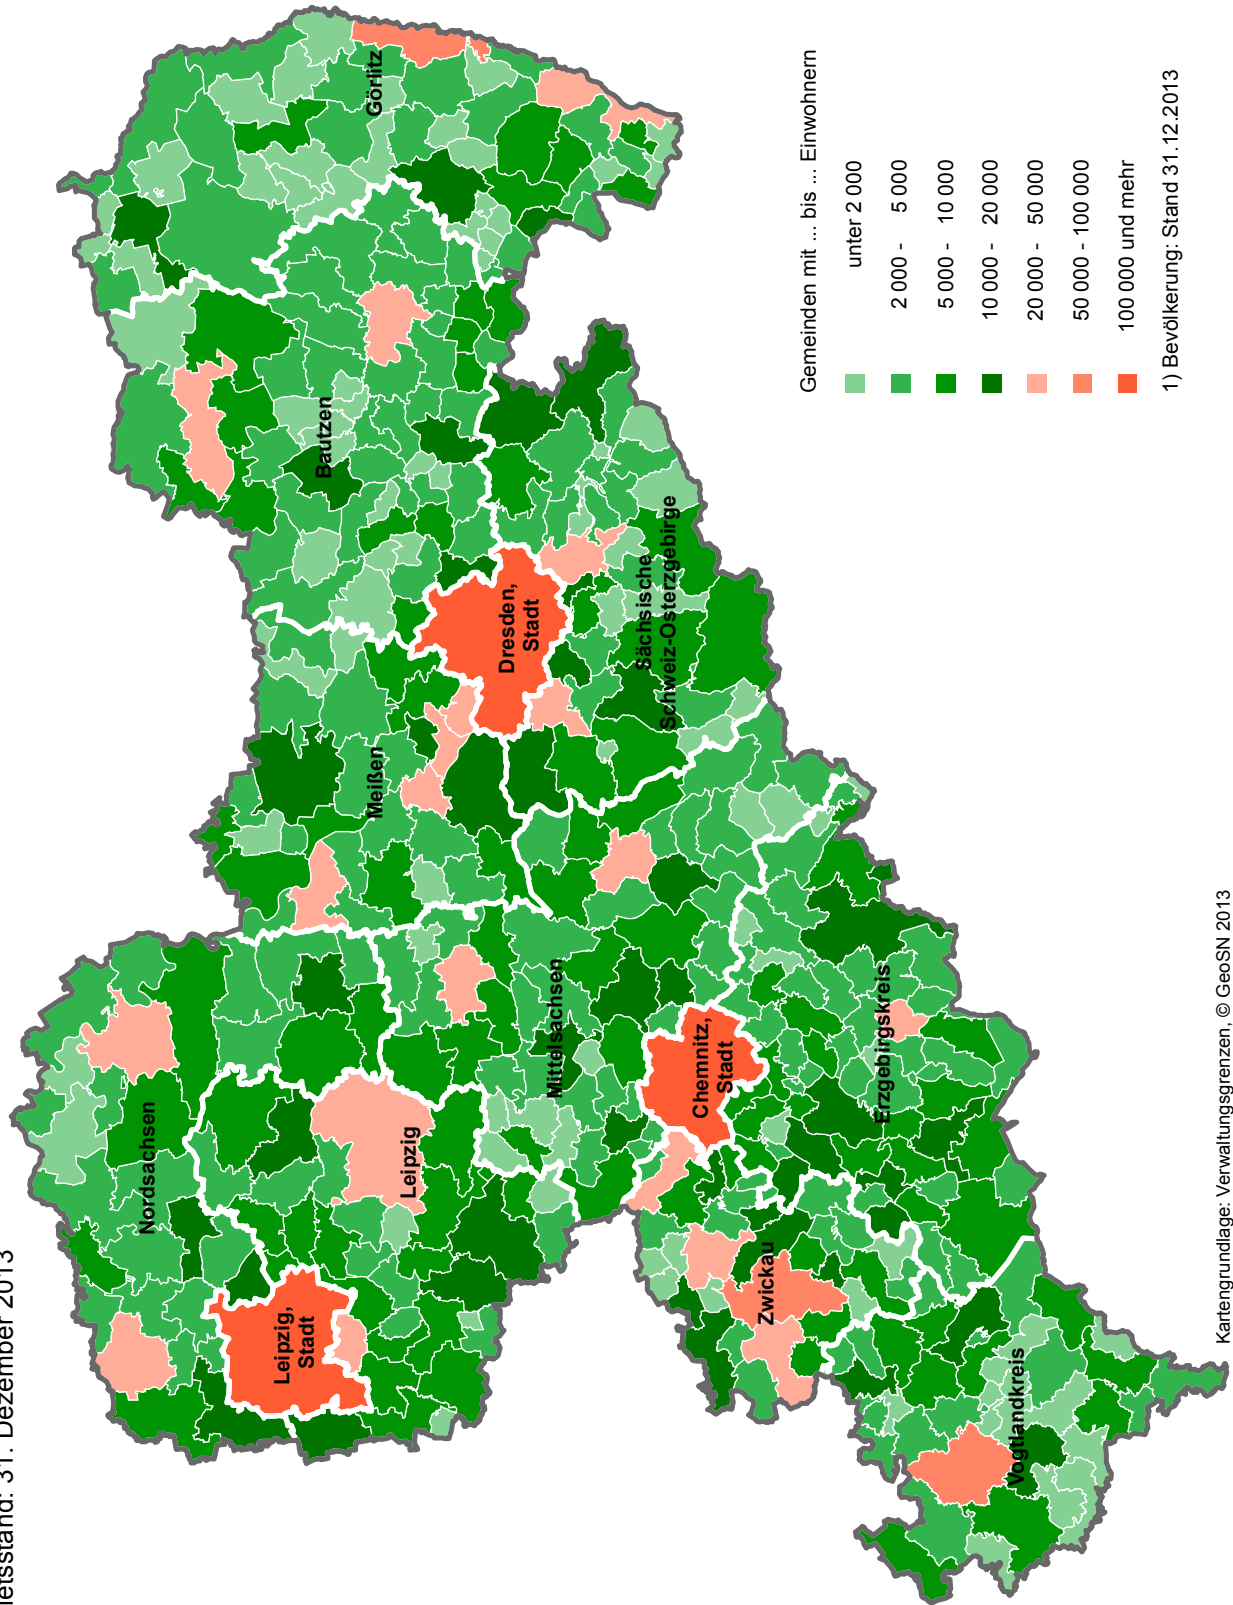 ietsstand: 31. Dezember 2013
Nordsachsen
Leipzig,
Stadt
Leipzig
Meißen
Bautzen
Görlitz
Dresden,
Stadt
Mittelsachsen
Sächsische
Schweiz-Osterzgebirge
Chemnitz,
Stadt
Zwickau
Erzgebirgskreis
Vogtlandkreis
Gemeinden mit ... bis ... Einwohnern
unter 2 000
2 000 - 5 000
5 000 - 10 000
10 000 - 20 000
20 000 - 50 000
50 000 - 100 000
100 000 und mehr
1) Bevölkerung: Stand 31.12.2013
Kartengrundlage: Verwaltungsgrenzen, © GeoSN 2013